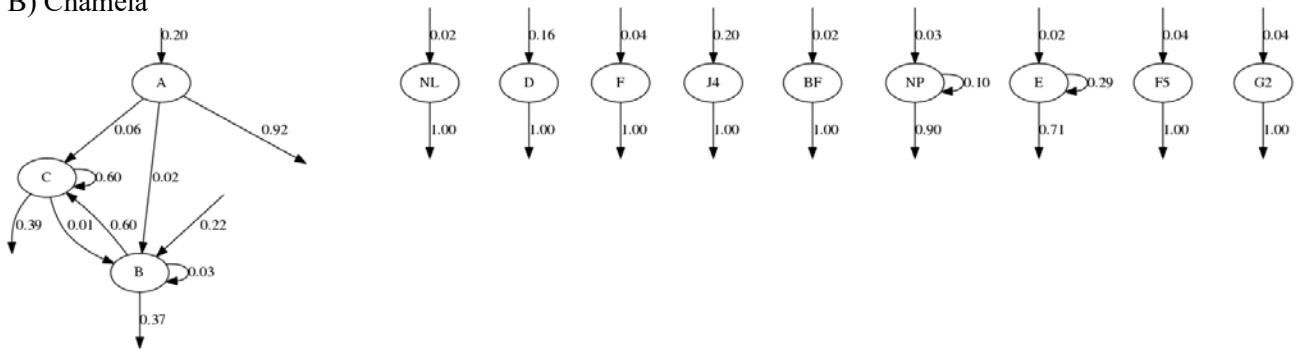 B) Chamela
0.20 0.02 0.16 0.04 0.20 0.02 0.03 0.02 0.04 0.04
A NL D F J4 BF NP 0.10 E 0.29 F5 G2
0.06 0.92 1.00 1.00 1.00 1.00 1.00 0.90 0.71 1.00 1.00
C 0.60 0.02
0.39 0.01 0.60 0.22
B 0.03
0.37